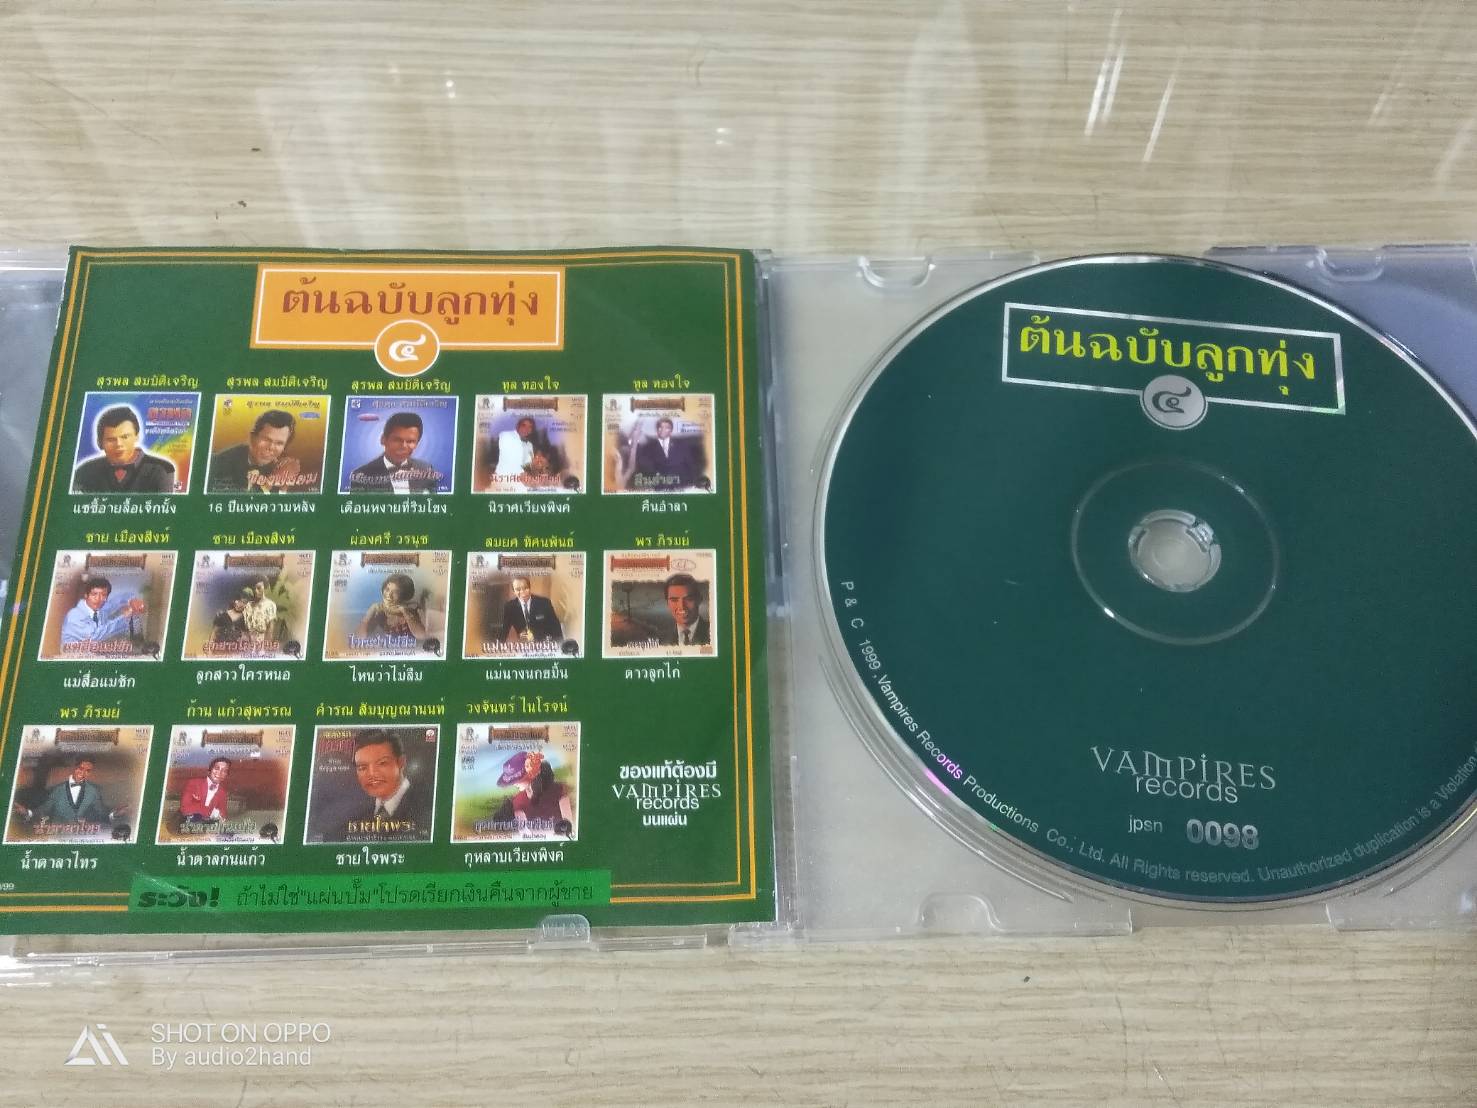 ต้นฉบับลูกทุ่ง
๔
สุรพล สมบัติเจริญ
สุรพล สมบัติเจริญ
สุรพล สมบัติเจริญ
ทูล ทองใจ
ทูล ทองใจ
แซซี้อ้ายลื้อเจ็กนั้ง
16 ปีแห่งความหลัง
เดือนหงายที่ริมโขง
นิราศเวียงพิงค์
คืนอำลา
ชาย เมืองสิงห์
ชาย เมืองสิงห์
ผ่องศรี วรนุช
สมยศ ทัศนพันธ์
พร ภิรมย์
แม่สื่อแม่ชัก
ลูกสาวใครหนอ
ไหนว่าไม่ลืม
แม่นางนกขมิ้น
ดาวลูกไก่
พร ภิรมย์
ก้าน แก้วสุพรรณ
คำรณ สัมบุญณานนท์
วงจันทร์ ไพโรจน์
น้ำตาลาไทร
น้ำตาลก้นแก้ว
ชายใจพระ
กุหลาบเวียงพิงค์
ของแท้ต้องมี
VAMPIRES
records
บนแผ่น
ระวัง! ถ้าไม่ใช่"แผ่นปั๊ม"โปรดเรียกเงินคืนจากผู้ขาย
ต้นฉบับลูกทุ่ง
๔
VAMPIRES
records
jpsn 0098
P & C 1999 ,Vampires Records Productions Co., Ltd. All Rights reserved. Unauthorized duplication is a Violation
SHOT ON OPPO
By audio2hand